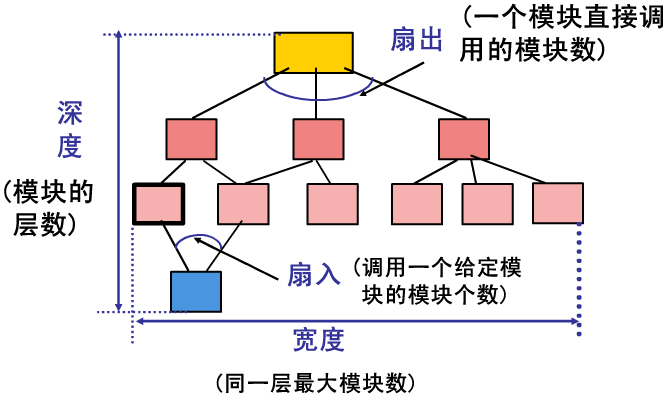 扇出
(一个模块直接调
用的模块数)
深
度
(模块的
层数)
扇入
(调用一个给定模
块的模块个数)
宽度
(同一层最大模块数)